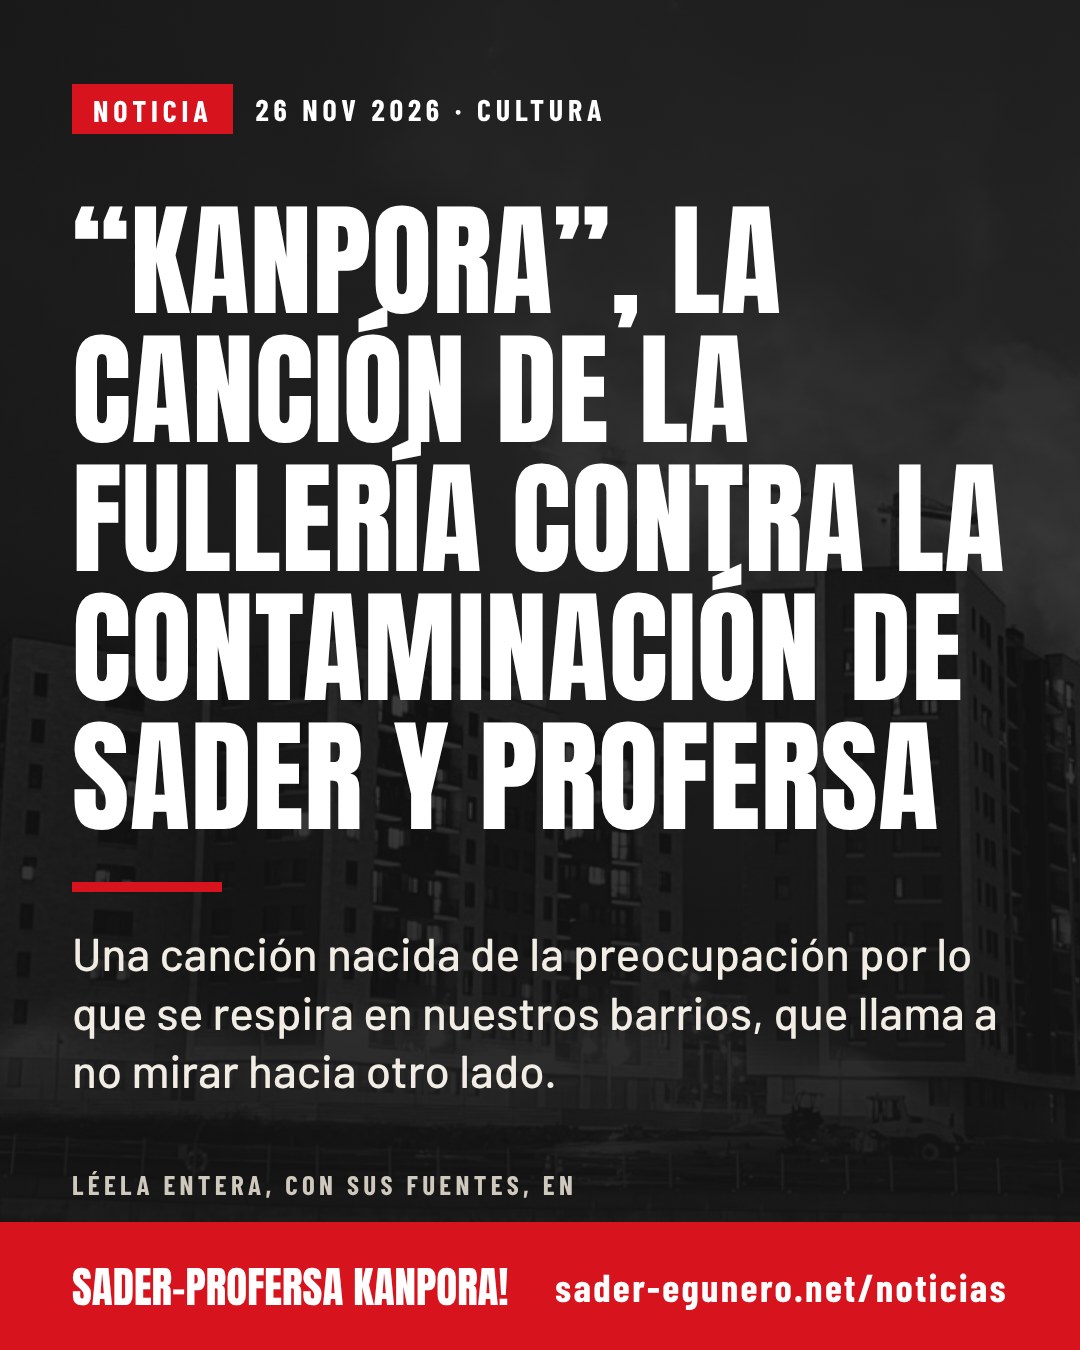 NOTICIA 26 NOV 2026 · CULTURA
“KANPORA”, LA
CANCIÓN DE LA
FULLERÍA CONTRA LA
CONTAMINACIÓN DE
SADER Y PROFERSA
Una canción nacida de la preocupación por lo
que se respira en nuestros barrios, que llama a
no mirar hacia otro lado.
LÉELA ENTERA, CON SUS FUENTES, EN
SADER-PROFERSA KANPORA! sader-egunero.net/noticias